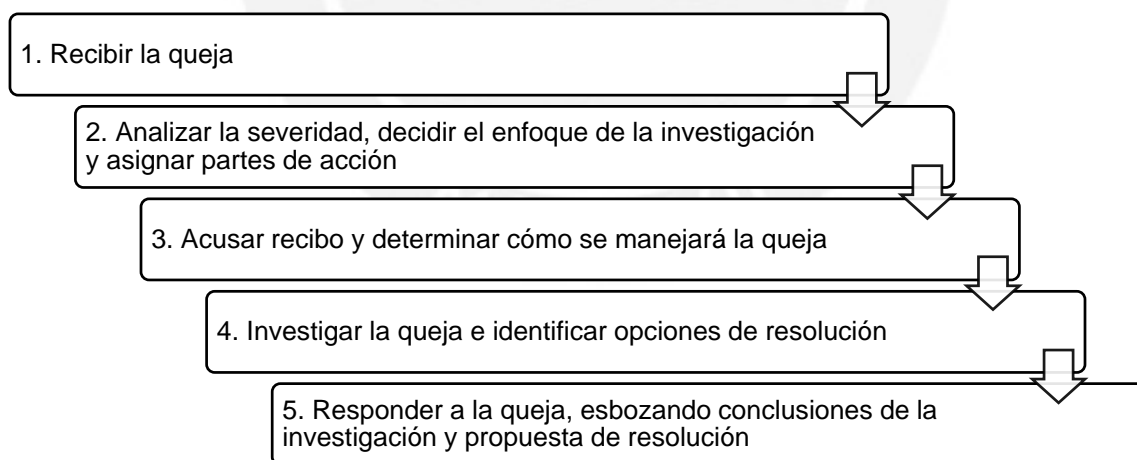 1. Recibir la queja
2. Analizar la severidad, decidir el enfoque de la investigación
y asignar partes de acción
3. Acusar recibo y determinar cómo se manejará la queja
4. Investigar la queja e identificar opciones de resolución
5. Responder a la queja, esbozando conclusiones de la
investigación y propuesta de resolución